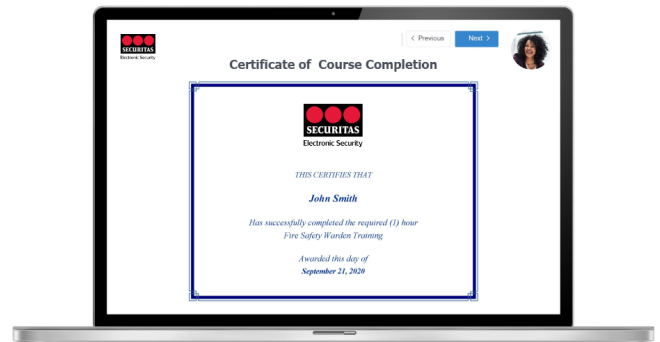 SECURITAS
Electronic Security
< Previous
Next >
Certificate of Course Completion
SECURITAS
Electronic Security
THIS CERTIFIES THAT
John Smith
Has successfully completed the required (1) hour
Fire Safety Warden Training
Awarded this day of
September 21, 2020